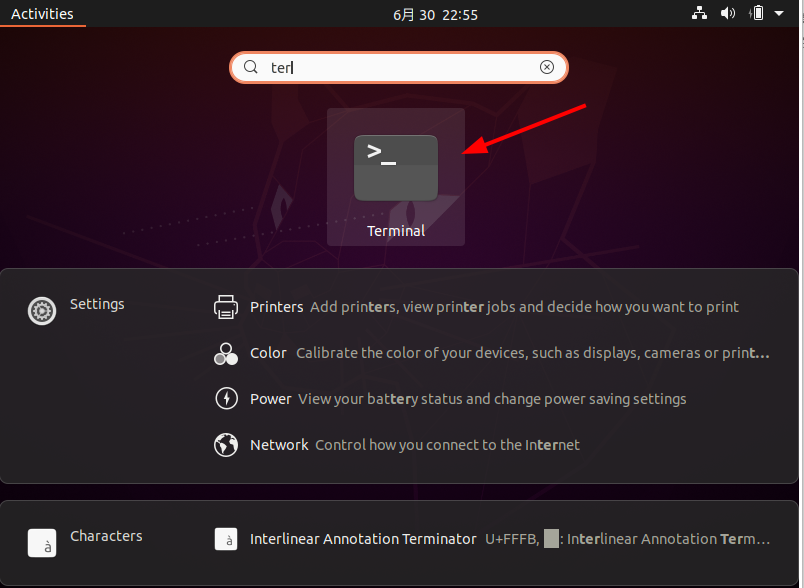 Activities
6月 30 22:55
ter
>_
Terminal
Settings
Printers Add printers, view printer jobs and decide how you want to print
Color Calibrate the color of your devices, such as displays, cameras or print…
Power View your battery status and change power saving settings
Network Control how you connect to the Internet
à
Characters
à
Interlinear Annotation Terminator U+FFFB, : Interlinear Annotation Term…